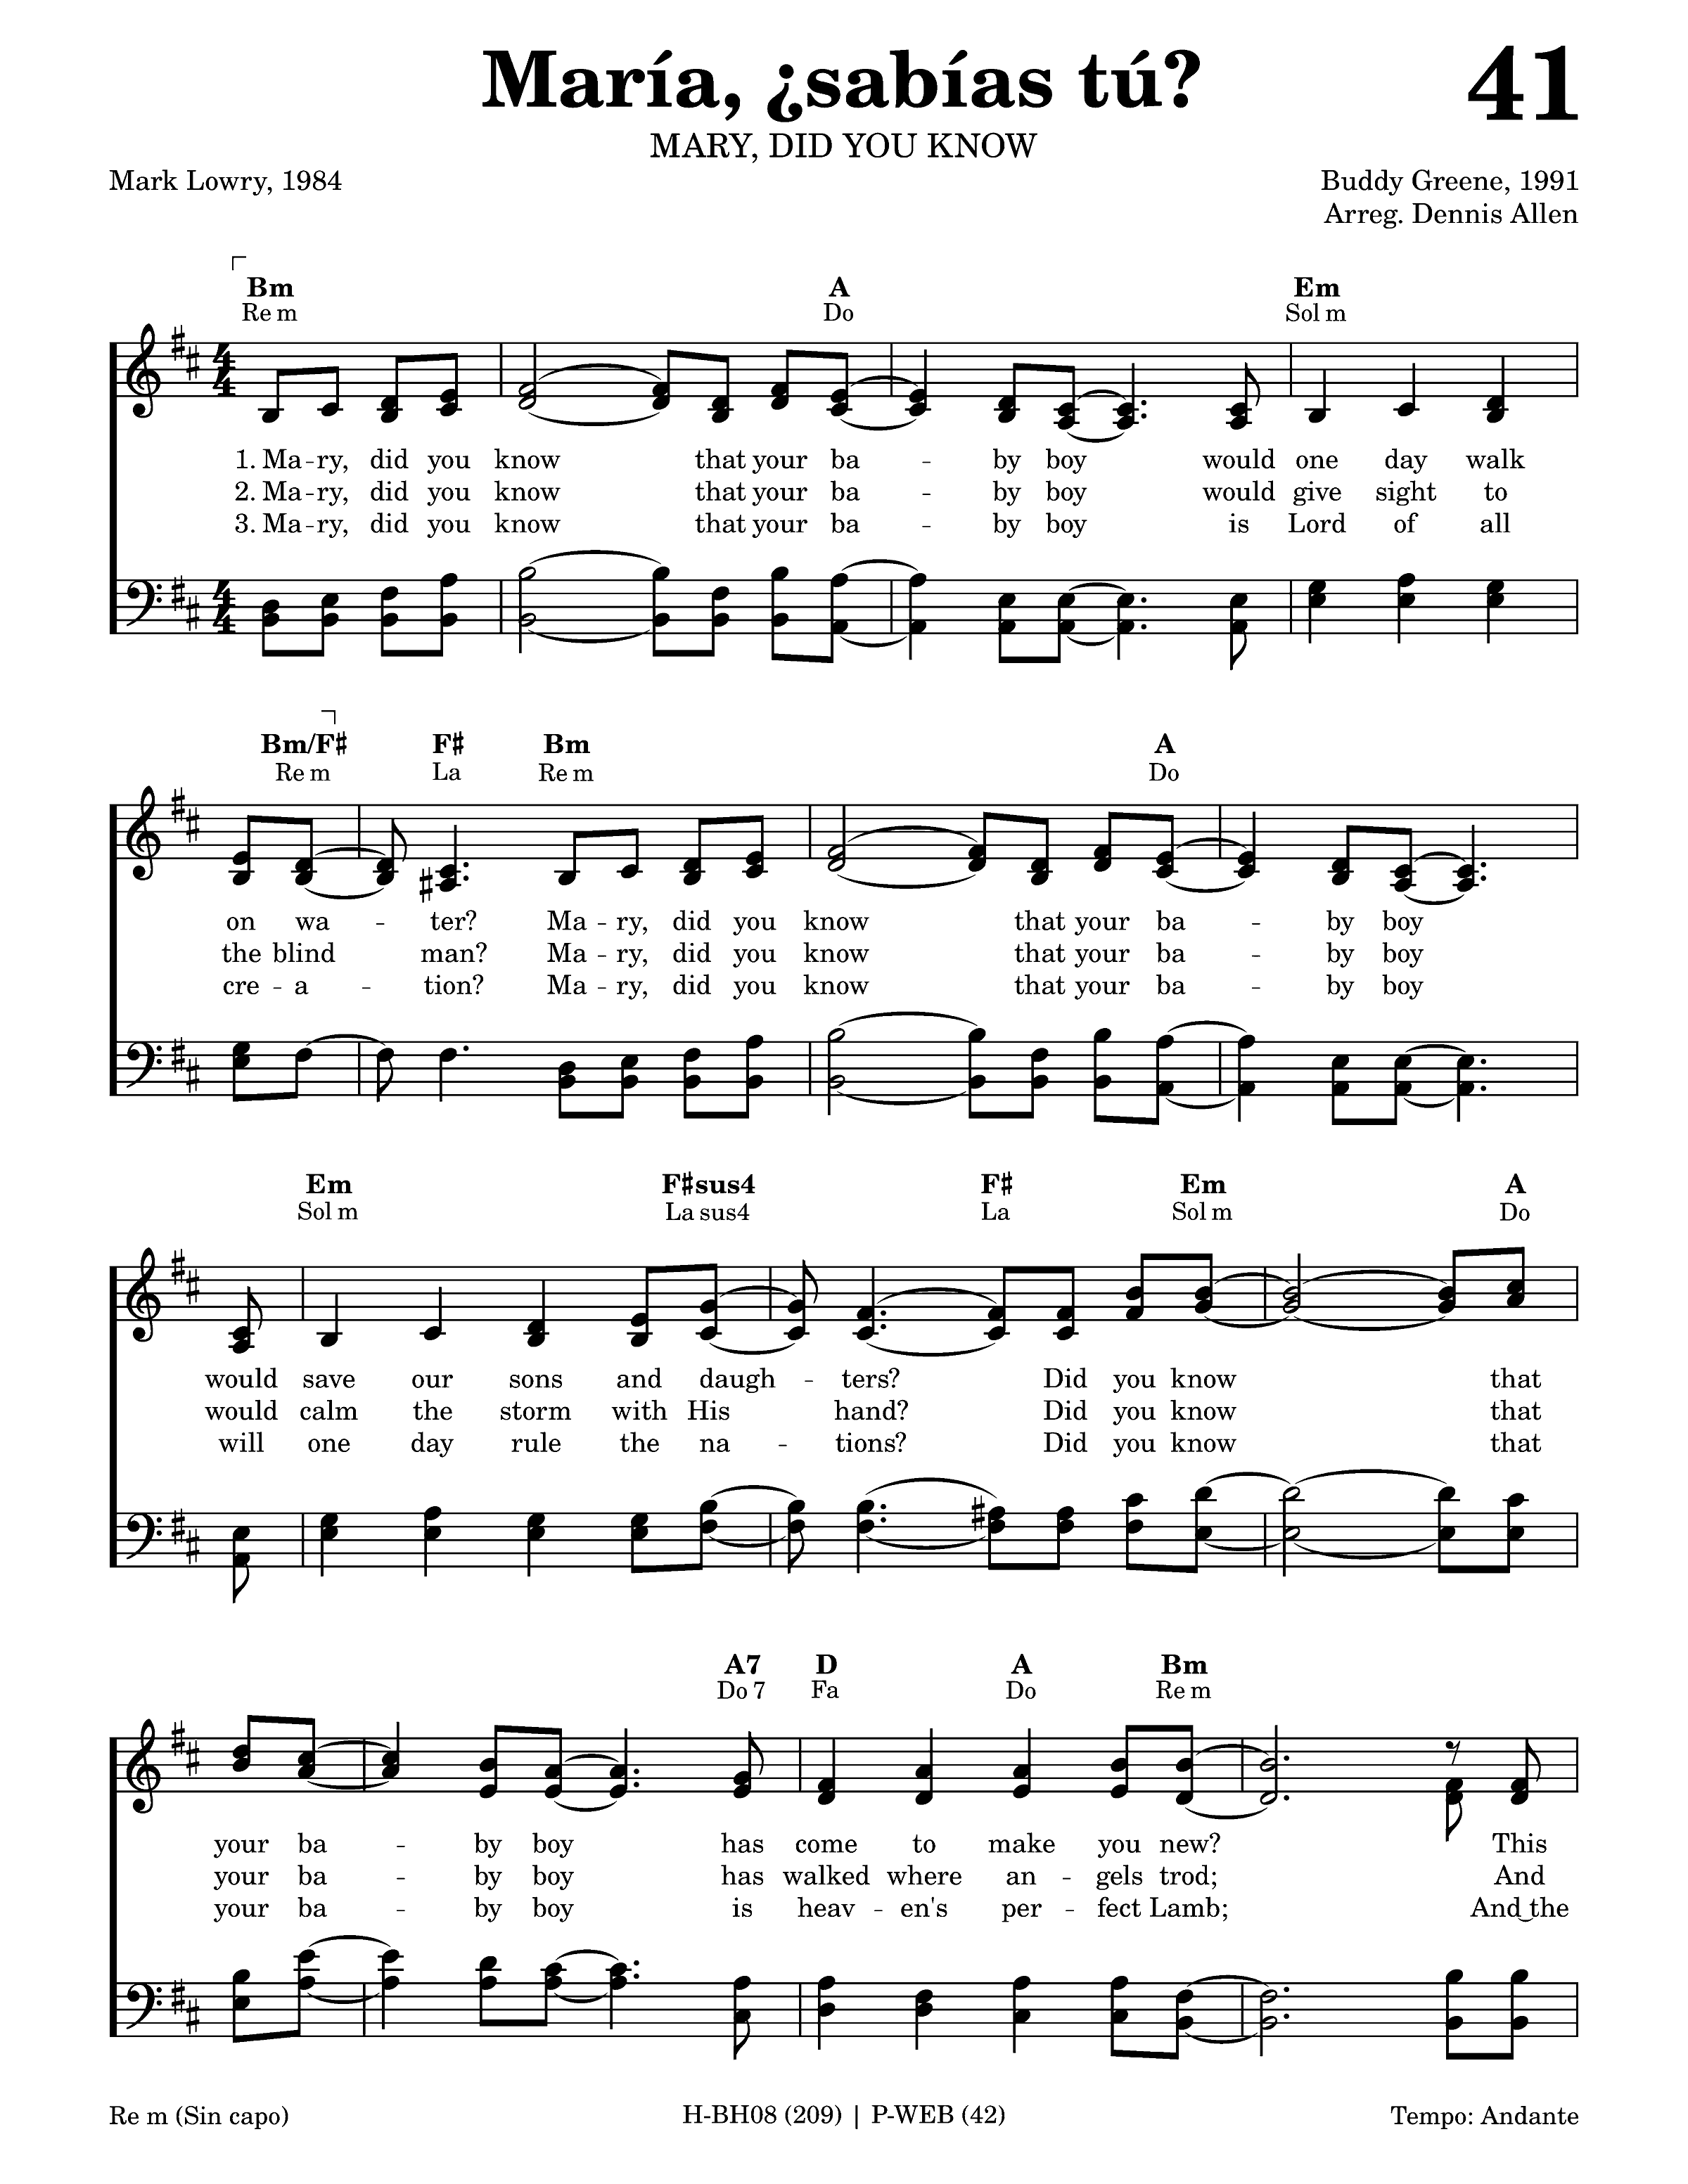 María, ¿sabías tú?
41
MARY, DID YOU KNOW
Mark Lowry, 1984
Buddy Greene, 1991
Arreg. Dennis Allen
Bm A Em
Re m Do Sol m
4 4
1. Ma -- ry, did you know that your ba -- by boy would one day walk
2. Ma -- ry, did you know that your ba -- by boy would give sight to
3. Ma -- ry, did you know that your ba -- by boy is Lord of all
4 4
Bm/F♯ F♯ Bm A
Re m La Re m Do
on wa -- ter? Ma -- ry, did you know that your ba -- by boy
the blind man? Ma -- ry, did you know that your ba -- by boy
cre -- a -- tion? Ma -- ry, did you know that your ba -- by boy
Em F♯sus4 F♯ Em A
Sol m La sus4 La Sol m Do
would save our sons and daugh -- ters? Did you know that
would calm the storm with His hand? Did you know that
will one day rule the na -- tions? Did you know that
A7 D A Bm
Do 7 Fa Do Re m
your ba -- by boy has come to make you new? This
your ba -- by boy has walked where an -- gels trod; And
your ba -- by boy is heav -- en's per -- fect Lamb; And‿the
Re m (Sin capo)
H-BH08 (209) | P-WEB (42)
Tempo: Andante